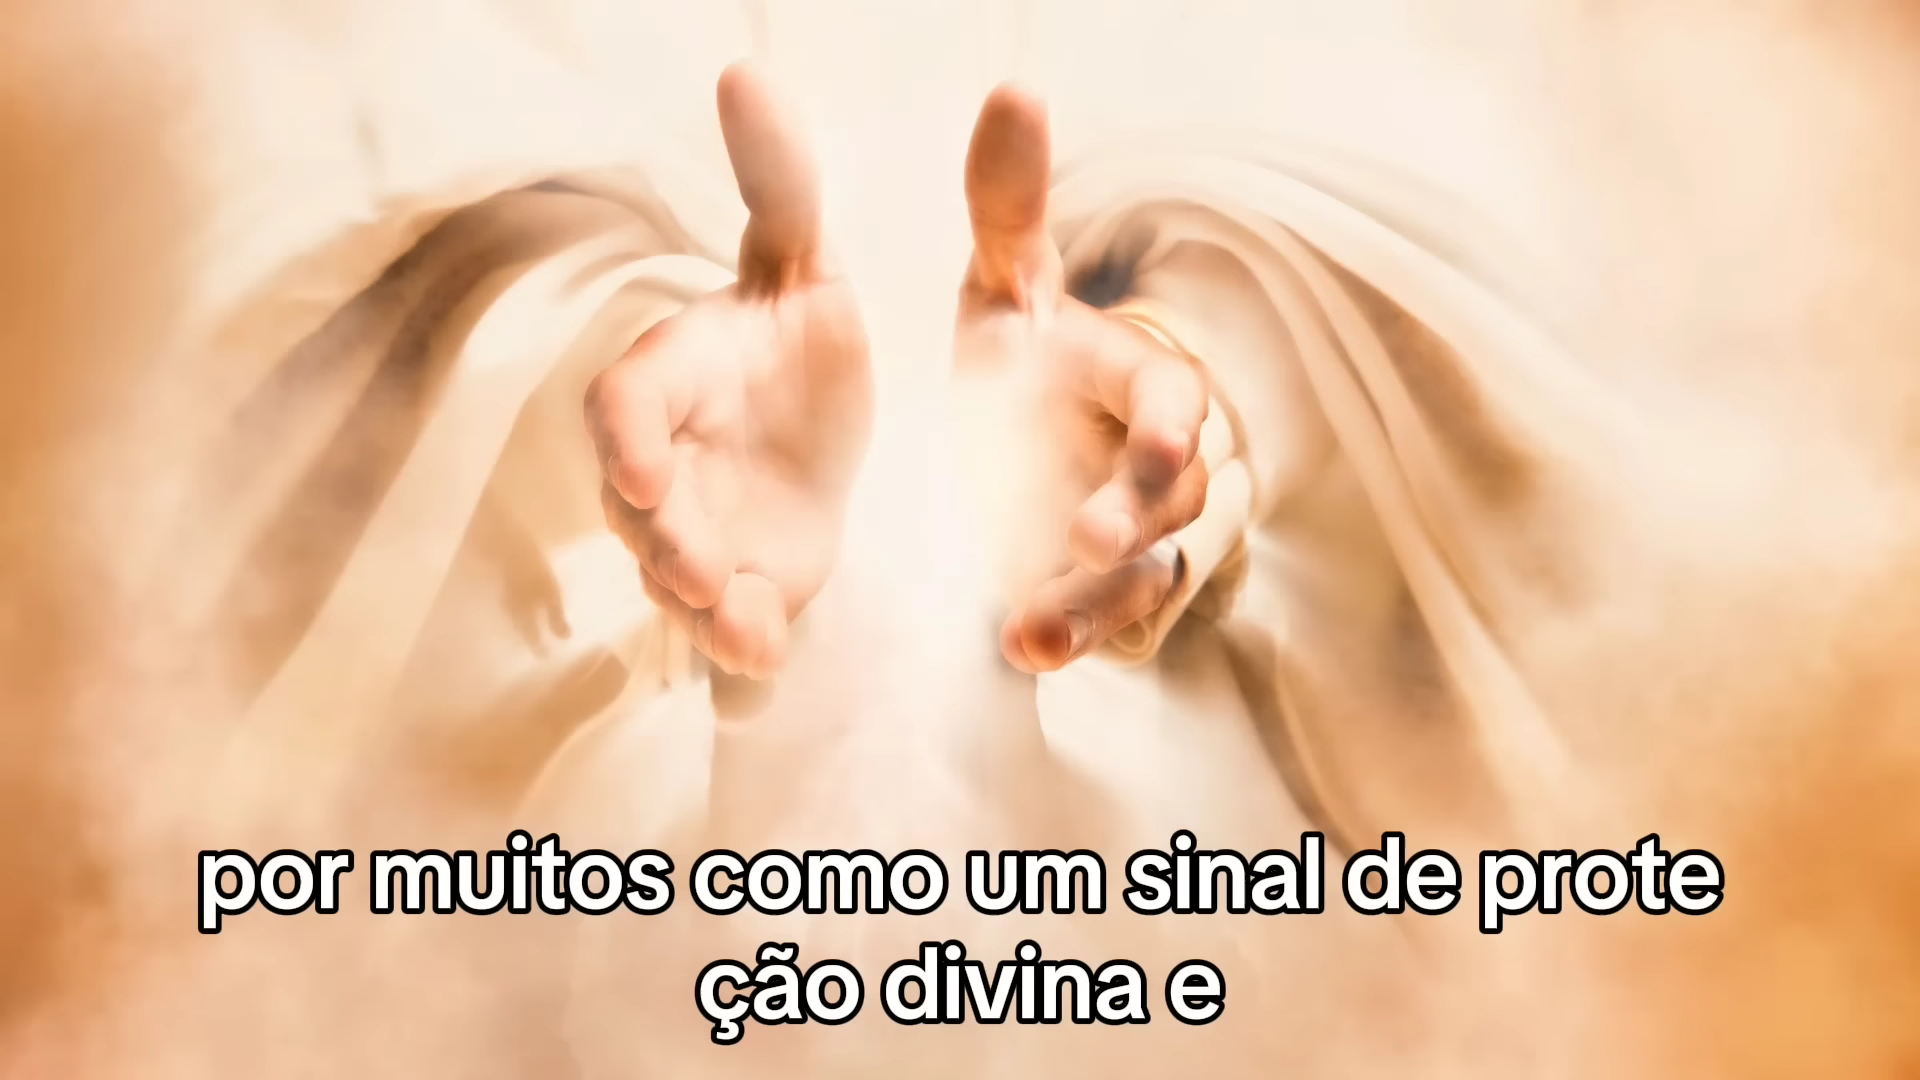 por muitos como um sinal de prote
ção divina e